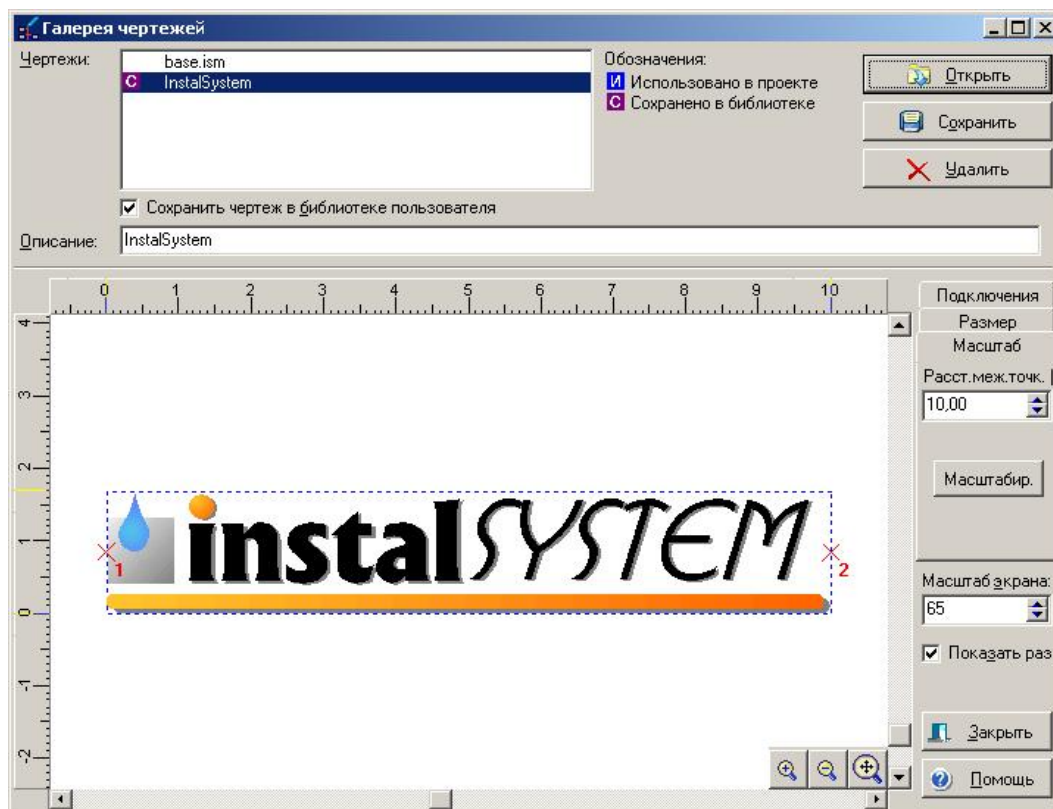 Галерея чертежей
Чертежи:
base.ism
С InstalSystem
Обозначения:
И Использовано в проекте
С Сохранено в библиотеке
Открыть
Сохранить
Удалить
Сохранить чертеж в библиотеке пользователя
Описание: InstalSystem
0 1 2 3 4 5 6 7 8 9 10
4
3
2
1
0
-1
-2
instalSYSTEM
1
2
Подключения
Размер
Масштаб
Расст.меж.точк.
10,00
Масштабир.
Масштаб экрана:
65
Показать раз
Закрыть
Помощь